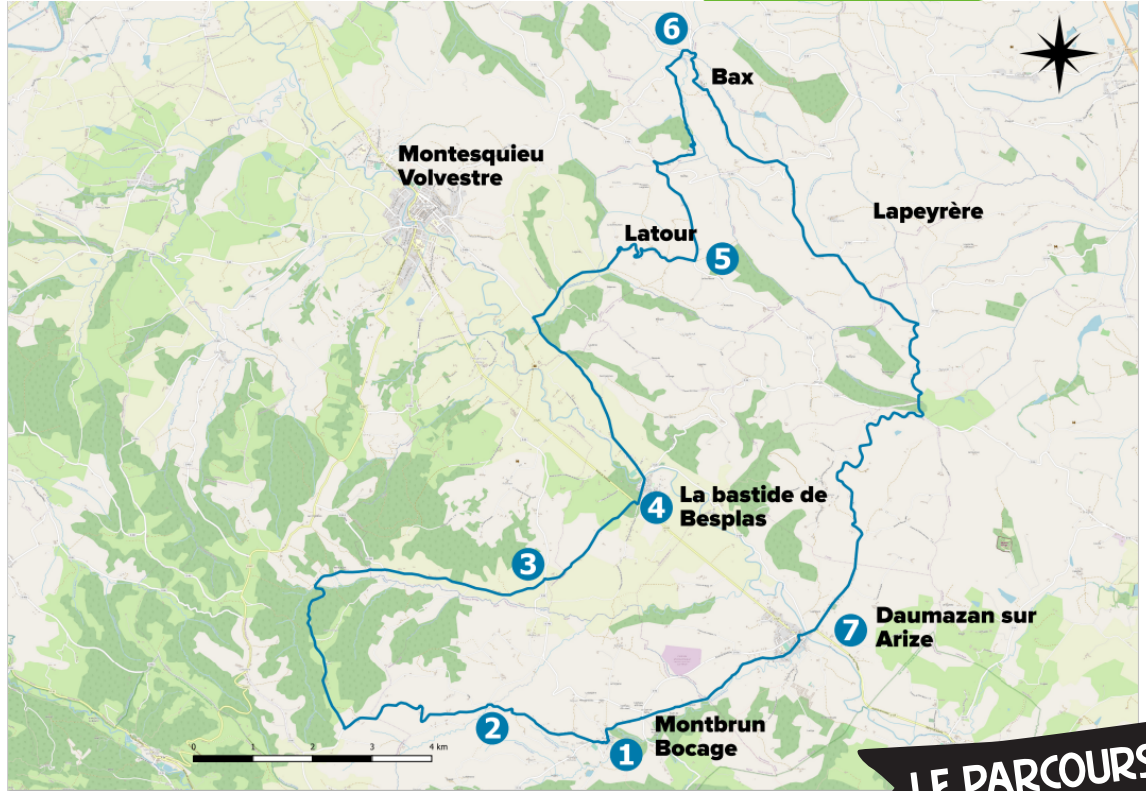 6
Bax
Montesquieu
Volvestre
Lapeyrère
Latour
5
La bastide de
Besplas
4
3
Daumazan sur
Arize
7
2
Montbrun
Bocage
1
0 1 2 3 4 km
LE PARCOURS